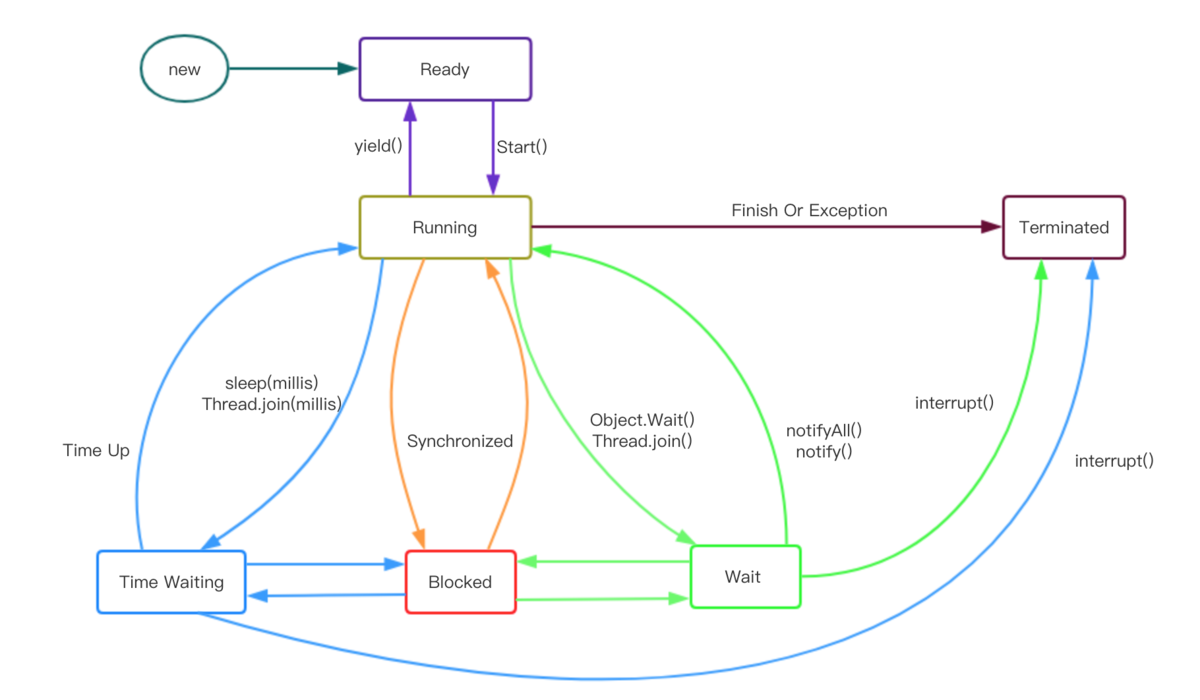 new
Ready
yield()
Start()
Running
Finish Or Exception
Terminated
sleep(millis)
Thread.join(millis)
Time Up
Synchronized
Object.Wait()
Thread.join()
notifyAll()
notify()
interrupt()
interrupt()
Time Waiting
Blocked
Wait